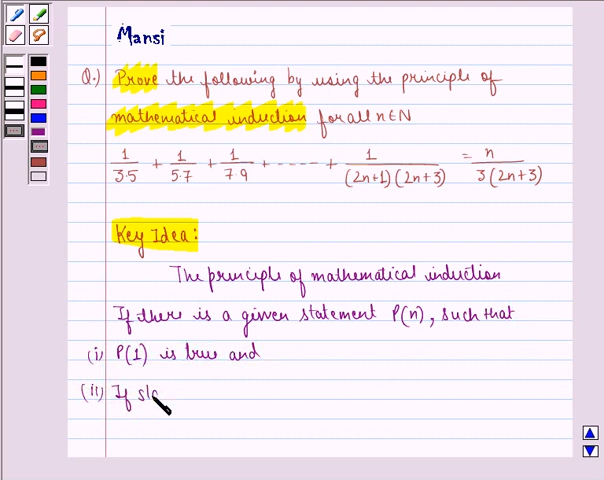 Mansi
Q.) Prove the following by using the principle of
mathematical induction for all n∈N
1/3.5 + 1/5.7 + 1/7.9 + ----- + 1/(2n+1)(2n+3) = n/3(2n+3)
Key Idea:
The principle of mathematical induction
If there is a given statement P(n), such that
(i) P(1) is true and
(ii) If